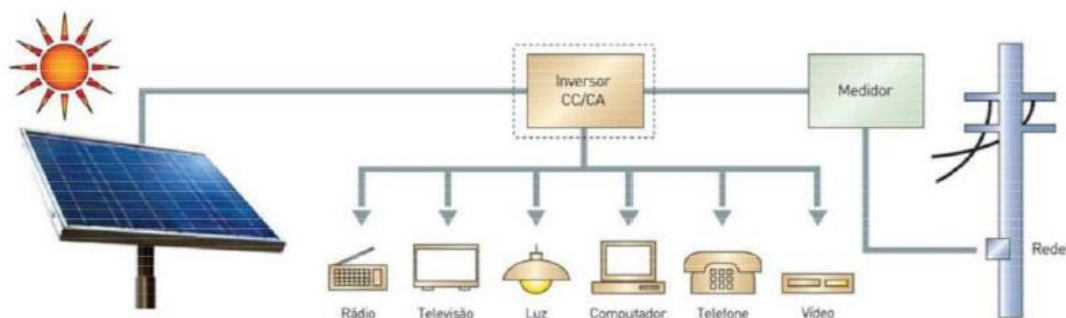 Inversor
CC/CA
Medidor
Rede
Rádio
Televisão
Luz
Computador
Telefone
Vídeo